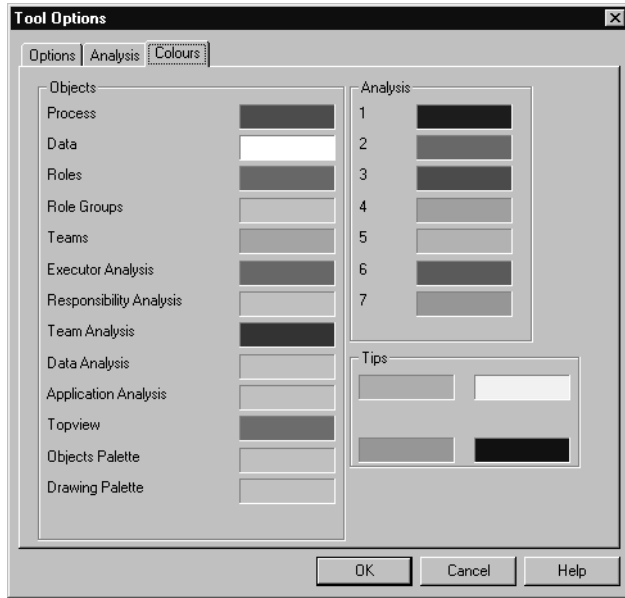 Tool Options
Options Analysis Colours
Objects
Process
Data
Roles
Role Groups
Teams
Executor Analysis
Responsibility Analysis
Team Analysis
Data Analysis
Application Analysis
Topview
Objects Palette
Drawing Palette
Analysis
1
2
3
4
5
6
7
Tips
OK Cancel Help